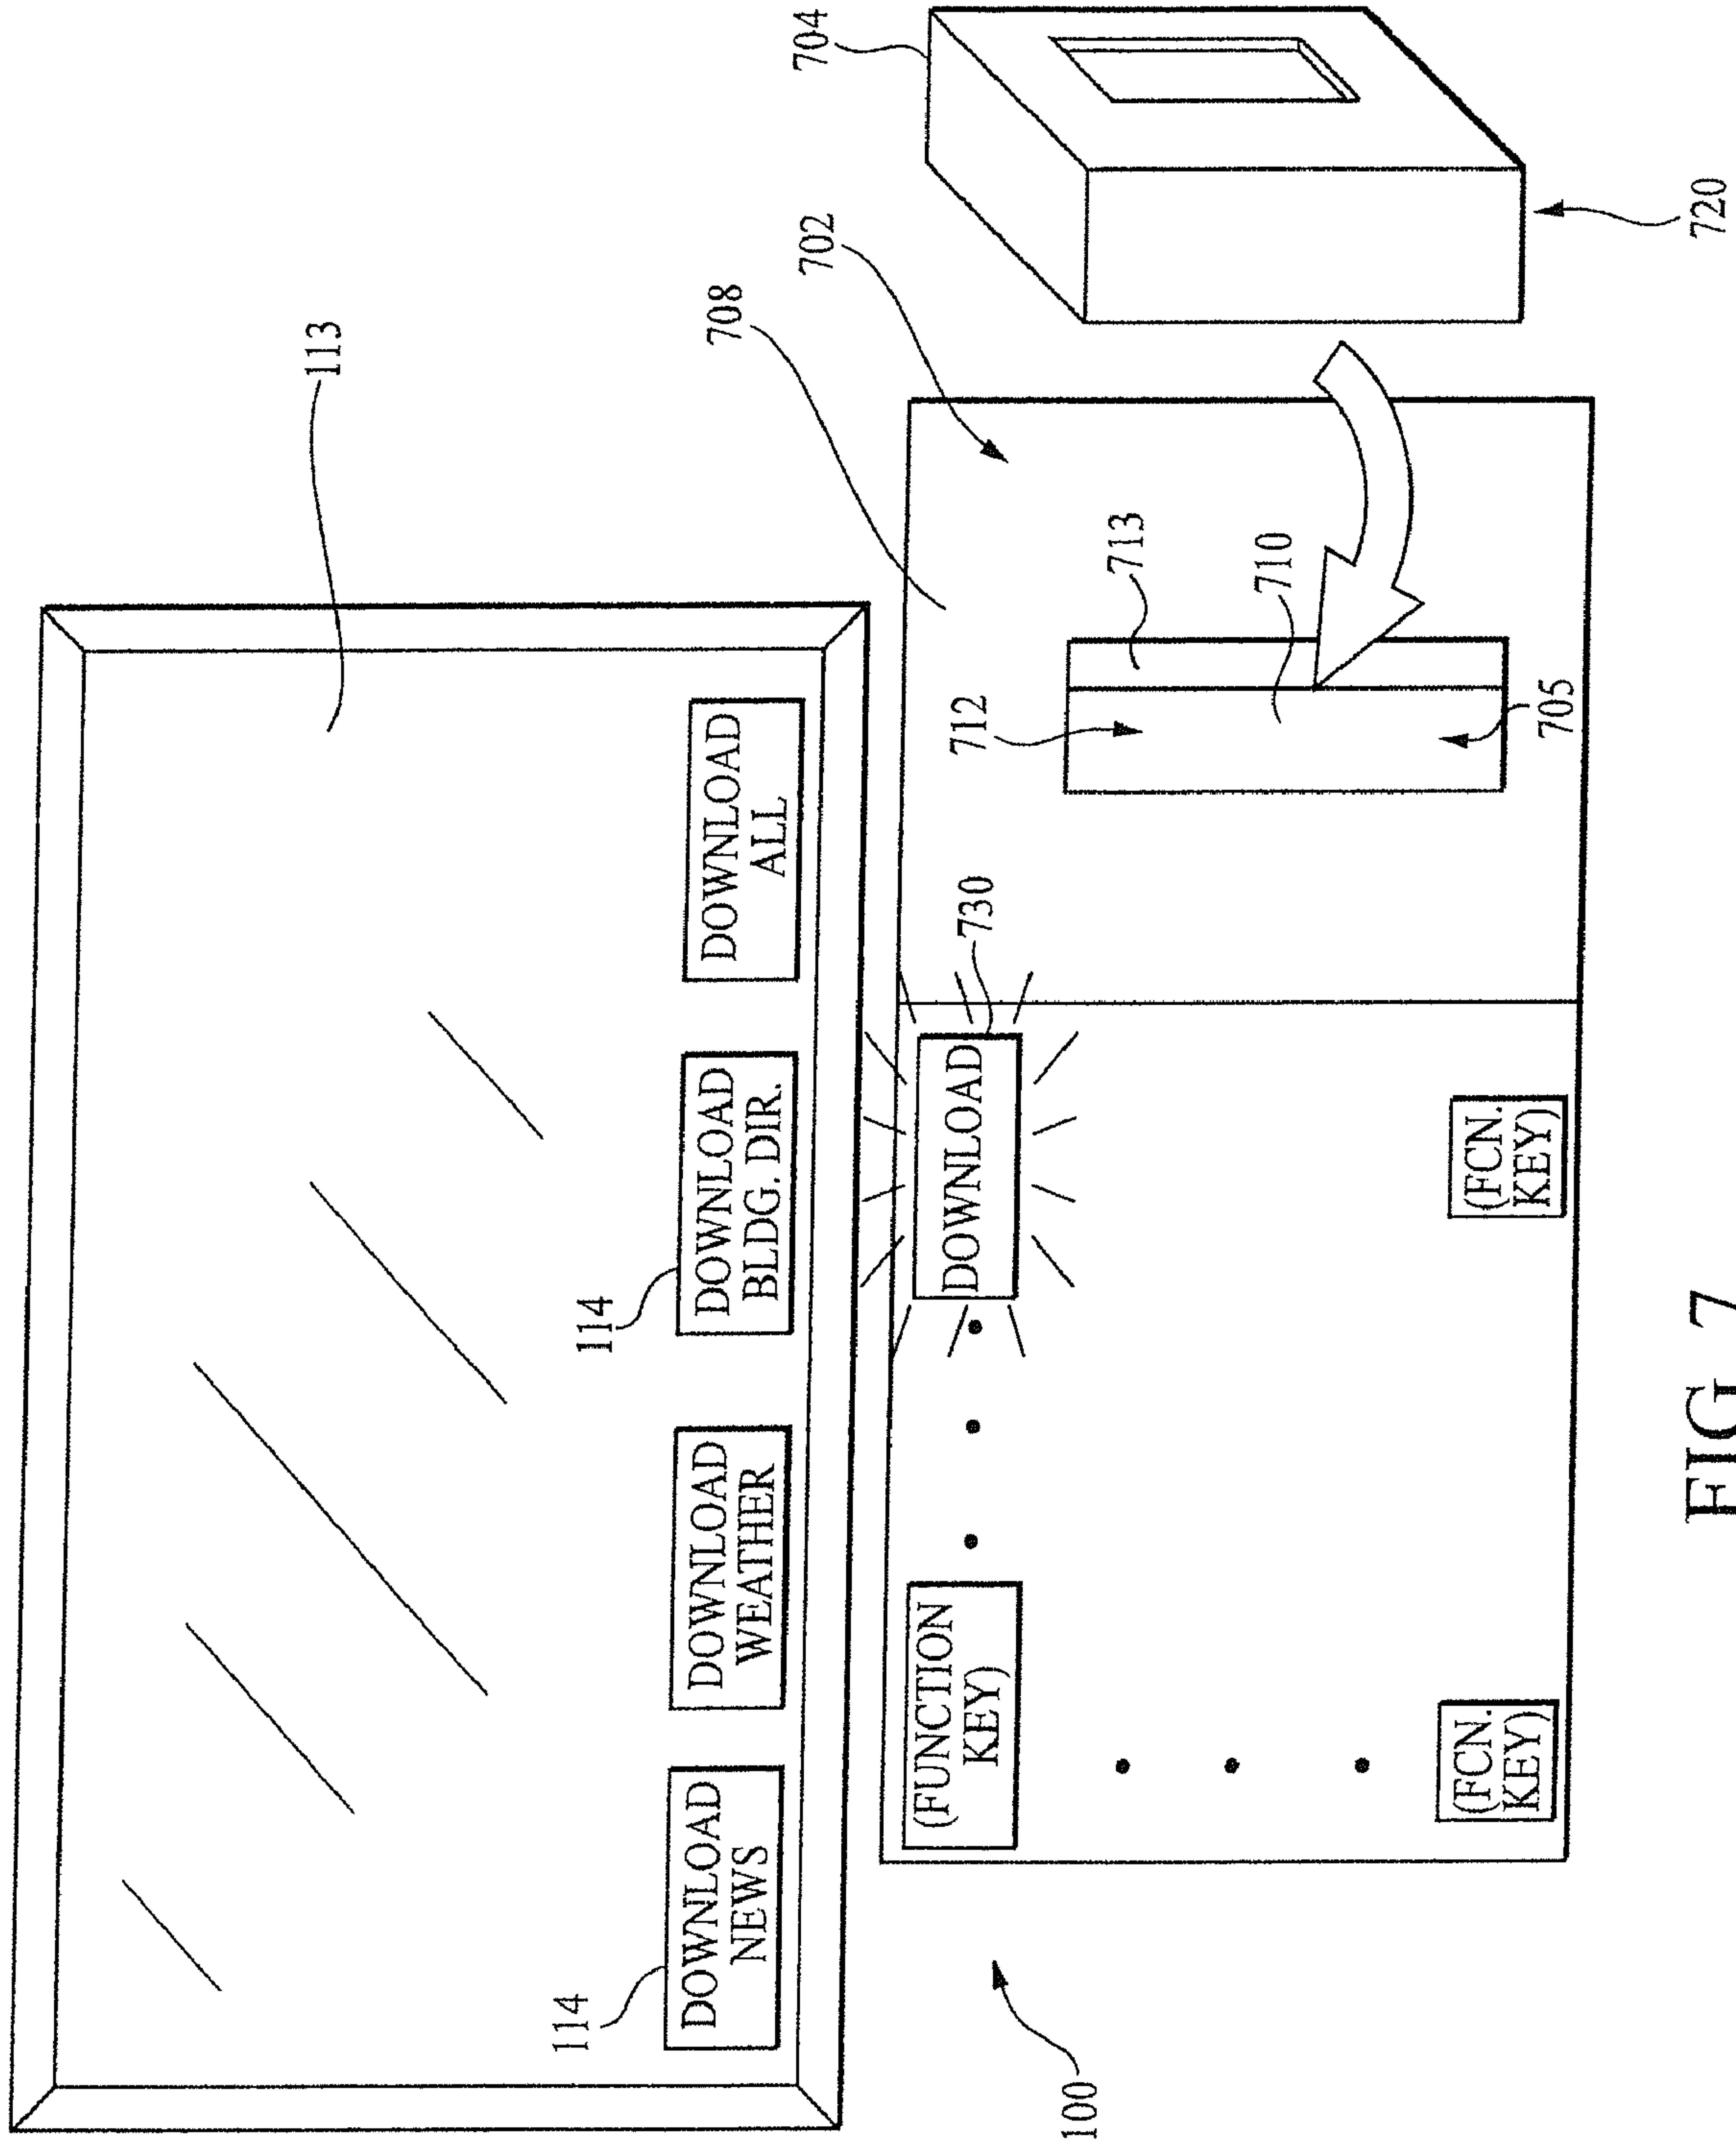 113
114
114
DOWNLOAD
NEWS
DOWNLOAD
WEATHER
DOWNLOAD
BLDG. DIR.
DOWNLOAD
ALL
100
(FUNCTION
KEY)
DOWNLOAD
730
(FCN.
KEY)
(FCN.
KEY)
708
702
704
712
713
710
705
720
FIG 7